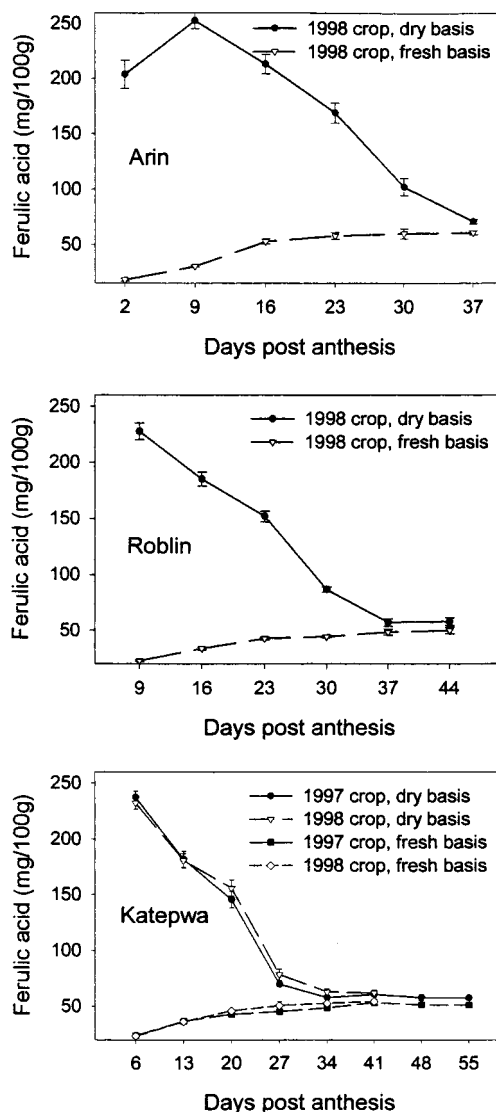 250
200
150
100
50
Ferulic acid (mg/100g)
1998 crop, dry basis
1998 crop, fresh basis
Arin
2 9 16 23 30 37
Days post anthesis
250
200
150
100
50
Ferulic acid (mg/100g)
1998 crop, dry basis
1998 crop, fresh basis
Roblin
9 16 23 30 37 44
Days post anthesis
250
200
150
100
50
Ferulic acid (mg/100g)
1997 crop, dry basis
1998 crop, dry basis
1997 crop, fresh basis
1998 crop, fresh basis
Katepwa
6 13 20 27 34 41 48 55
Days post anthesis